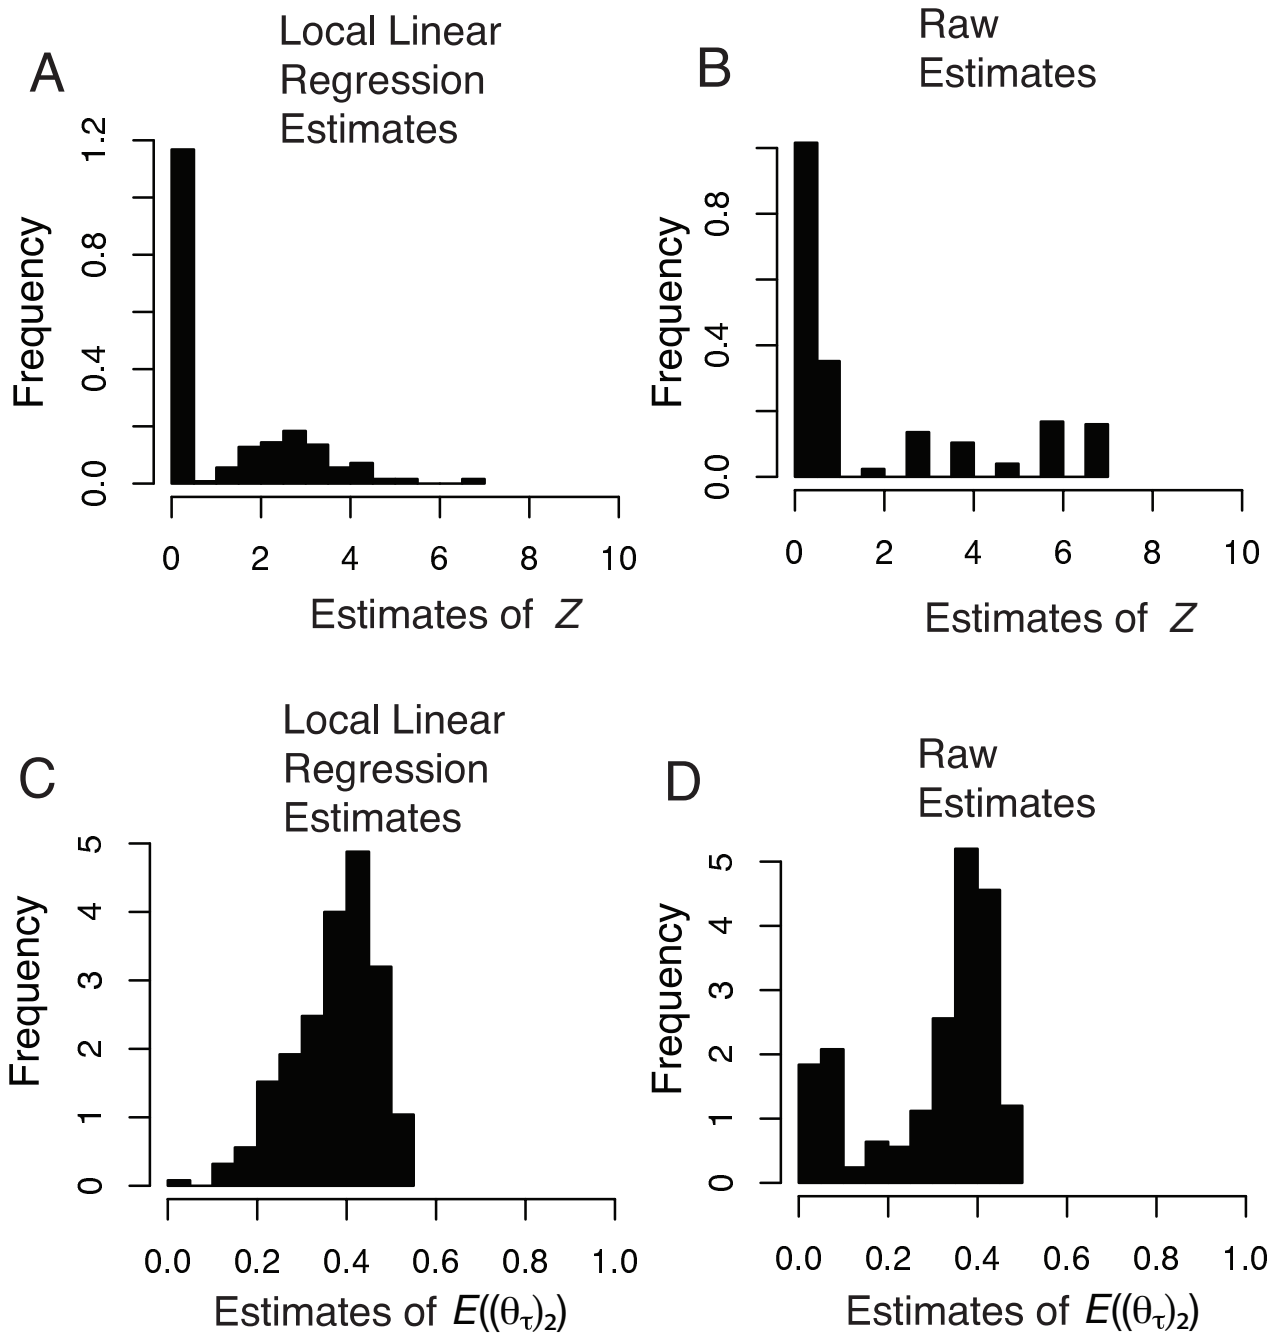 A
Local Linear
Regression
Estimates
Frequency
0.0 0.4 0.8 1.2
0 2 4 6 8 10
Estimates of Z
B
Raw
Estimates
Frequency
0.0 0.4 0.8
0 2 4 6 8 10
Estimates of Z
C
Local Linear
Regression
Estimates
Frequency
0 1 2 3 4 5
0.0 0.2 0.4 0.6 0.8 1.0
Estimates of E((θτ)₂)
D
Raw
Estimates
Frequency
0 1 2 3 4 5
0.0 0.2 0.4 0.6 0.8 1.0
Estimates of E((θτ)₂)